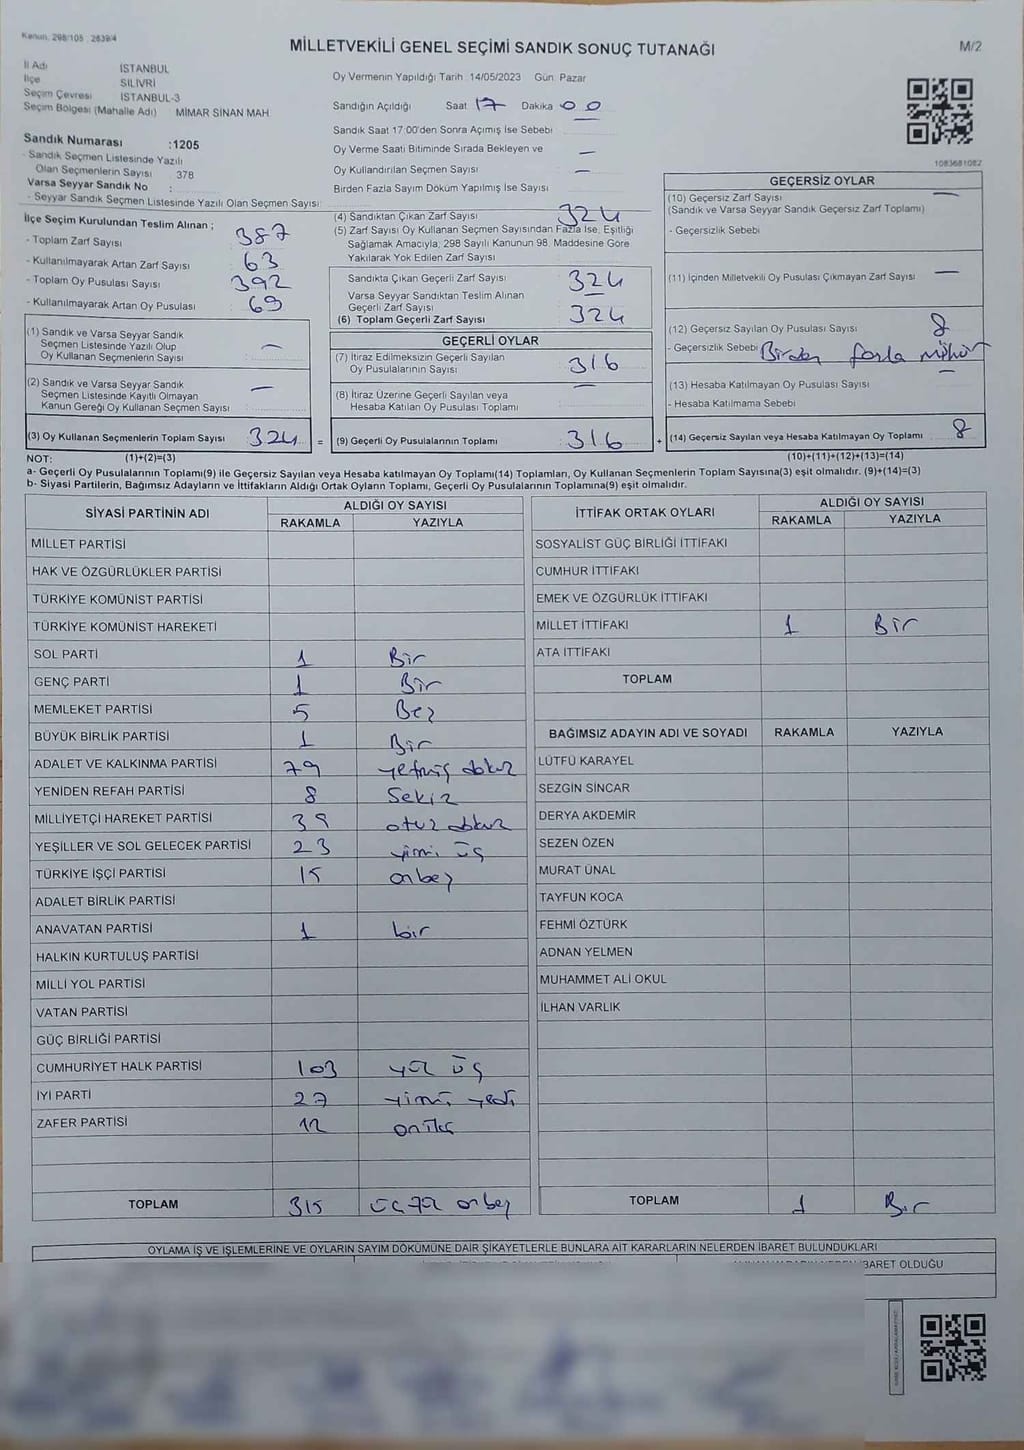 Kanun: 298/105 2839/4
MİLLETVEKİLİ GENEL SEÇİMİ SANDIK SONUÇ TUTANAĞI
M/2
İl Adı İSTANBUL
İlçe SİLİVRİ
Seçim Çevresi İSTANBUL-3
Seçim Bölgesi (Mahalle Adı) MİMAR SİNAN MAH
Oy Vermenin Yapıldığı Tarih 14/05/2023 Gün: Pazar
Sandığın Açıldığı Saat 17 Dakika 00
Sandık Saat 17:00'den Sonra Açımış İse Sebebi
Oy Verme Saati Bitiminde Sırada Bekleyen ve
Oy Kullandırılan Seçmen Sayısı —
Birden Fazla Sayım Döküm Yapılmış İse Sayısı
1083681082
Sandık Numarası :1205
- Sandık Seçmen Listesinde Yazılı
Olan Seçmenlerin Sayısı : 378
Varsa Seyyar Sandık No :
- Seyyar Sandık Seçmen Listesinde Yazılı Olan Seçmen Sayısı:
İlçe Seçim Kurulundan Teslim Alınan ;
- Toplam Zarf Sayısı 387
- Kullanılmayarak Artan Zarf Sayısı 63
- Toplam Oy Pusulası Sayısı 392
- Kullanılmayarak Artan Oy Pusulası 69
(1) Sandık ve Varsa Seyyar Sandık
Seçmen Listesinde Yazılı Olup
Oy Kullanan Seçmenlerin Sayısı —
(2) Sandık ve Varsa Seyyar Sandık
Seçmen Listesinde Kayıtlı Olmayan
Kanun Gereği Oy Kullanan Seçmen Sayısı —
(3) Oy Kullanan Seçmenlerin Toplam Sayısı 324 =
(4) Sandıktan Çıkan Zarf Sayısı 324
(5) Zarf Sayısı Oy Kullanan Seçmen Sayısından Fazla İse, Eşitliği
Sağlamak Amacıyla, 298 Sayılı Kanunun 98. Maddesine Göre
Yakılarak Yok Edilen Zarf Sayısı
Sandıkta Çıkan Geçerli Zarf Sayısı 324
Varsa Seyyar Sandıktan Teslim Alınan
Geçerli Zarf Sayısı —
(6) Toplam Geçerli Zarf Sayısı 324
GEÇERLİ OYLAR
(7) İtiraz Edilmeksizin Geçerli Sayılan
Oy Pusulalarının Sayısı 316
(8) İtiraz Üzerine Geçerli Sayılan veya
Hesaba Katılan Oy Pusulası Toplamı —
(9) Geçerli Oy Pusulalarının Toplamı 316 +
GEÇERSİZ OYLAR
(10) Geçersiz Zarf Sayısı —
(Sandık ve Varsa Seyyar Sandık Geçersiz Zarf Toplamı)
- Geçersizlik Sebebi
(11) İçinden Milletvekili Oy Pusulası Çıkmayan Zarf Sayısı —
(12) Geçersiz Sayılan Oy Pusulası Sayısı 8
- Geçersizlik Sebebi Birden fazla mühür
(13) Hesaba Katılmayan Oy Pusulası Sayısı —
- Hesaba Katılmama Sebebi
(14) Geçersiz Sayılan veya Hesaba Katılmayan Oy Toplamı 8
NOT: (1)+(2)=(3)
(10)+(11)+(12)+(13)=(14)
a- Geçerli Oy Pusulalarının Toplamı(9) ile Geçersiz Sayılan veya Hesaba katılmayan Oy Toplamı(14) Toplamları, Oy Kullanan Seçmenlerin Toplam Sayısına(3) eşit olmalıdır. (9)+(14)=(3)
b- Siyasi Partilerin, Bağımsız Adayların ve İttifakların Aldığı Ortak Oyların Toplamı, Geçerli Oy Pusulalarının Toplamına(9) eşit olmalıdır.
SİYASİ PARTİNİN ADI
ALDIĞI OY SAYISI
RAKAMLA YAZIYLA
MİLLET PARTİSİ
HAK VE ÖZGÜRLÜKLER PARTİSİ
TÜRKİYE KOMÜNİST PARTİSİ
TÜRKİYE KOMÜNİST HAREKETİ
SOL PARTİ 1 Bir
GENÇ PARTİ 1 Bir
MEMLEKET PARTİSİ 5 Beş
BÜYÜK BİRLİK PARTİSİ 1 Bir
ADALET VE KALKINMA PARTİSİ 79 yetmiş dokuz
YENİDEN REFAH PARTİSİ 8 Sekiz
MİLLİYETÇİ HAREKET PARTİSİ 39 otuz dokuz
YEŞİLLER VE SOL GELECEK PARTİSİ 23 yirmi üç
TÜRKİYE İŞÇİ PARTİSİ 15 onbeş
ADALET BİRLİK PARTİSİ
ANAVATAN PARTİSİ 1 bir
HALKIN KURTULUŞ PARTİSİ
MİLLİ YOL PARTİSİ
VATAN PARTİSİ
GÜÇ BİRLİĞİ PARTİSİ
CUMHURİYET HALK PARTİSİ 103 yüz üç
İYİ PARTİ 27 yirmi yedi
ZAFER PARTİSİ 12 oniki
TOPLAM 315 üçyüz onbeş
İTTİFAK ORTAK OYLARI
ALDIĞI OY SAYISI
RAKAMLA YAZIYLA
SOSYALİST GÜÇ BİRLİĞİ İTTİFAKI
CUMHUR İTTİFAKI
EMEK VE ÖZGÜRLÜK İTTİFAKI
MİLLET İTTİFAKI 1 Bir
ATA İTTİFAKI
TOPLAM
BAĞIMSIZ ADAYIN ADI VE SOYADI RAKAMLA YAZIYLA
LÜTFÜ KARAYEL
SEZGİN SİNCAR
DERYA AKDEMİR
SEZEN ÖZEN
MURAT ÜNAL
TAYFUN KOCA
FEHMİ ÖZTÜRK
ADNAN YELMEN
MUHAMMET ALİ OKUL
İLHAN VARLIK
TOPLAM 1 Bir
OYLAMA İŞ VE İŞLEMLERİNE VE OYLARIN SAYIM DÖKÜMÜNE DAİR ŞİKAYETLERLE BUNLARA AİT KARARLARIN NELERDEN İBARET BULUNDUKLARI
İBARET OLDUĞU